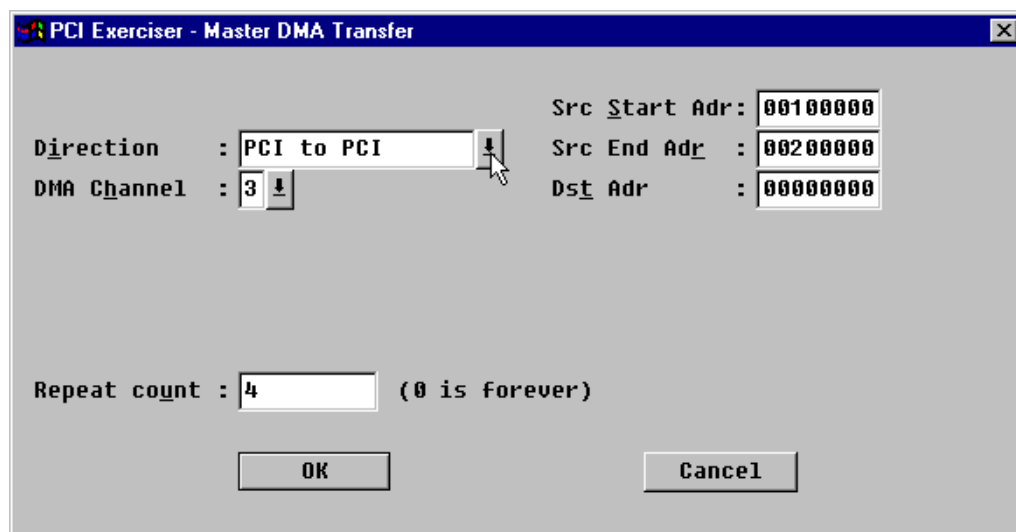 PCI Exerciser - Master DMA Transfer
Src Start Adr: 00100000
Direction : PCI to PCI
Src End Adr : 00200000
DMA Channel : 3
Dst Adr : 00000000
Repeat count : 4 (0 is forever)
OK
Cancel